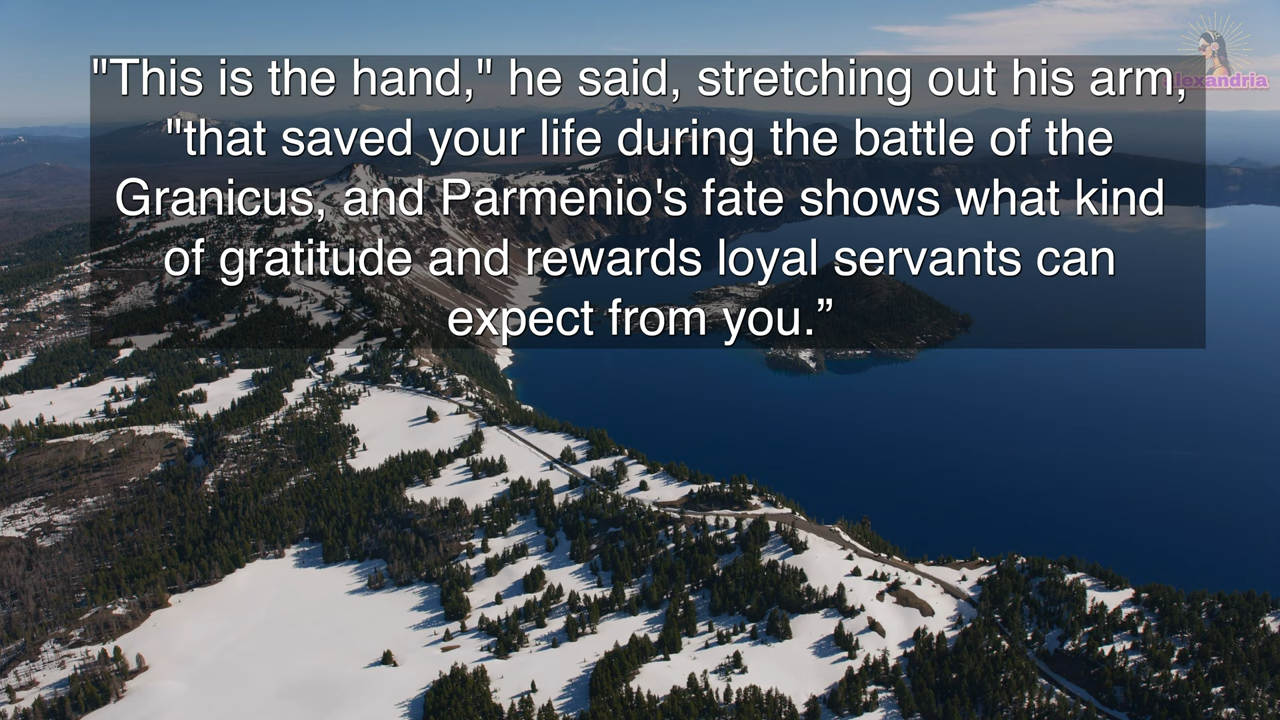 "This is the hand," he said, stretching out his arm,
"that saved your life during the battle of the
Granicus, and Parmenio's fate shows what kind
of gratitude and rewards loyal servants can
expect from you.”
alexandria